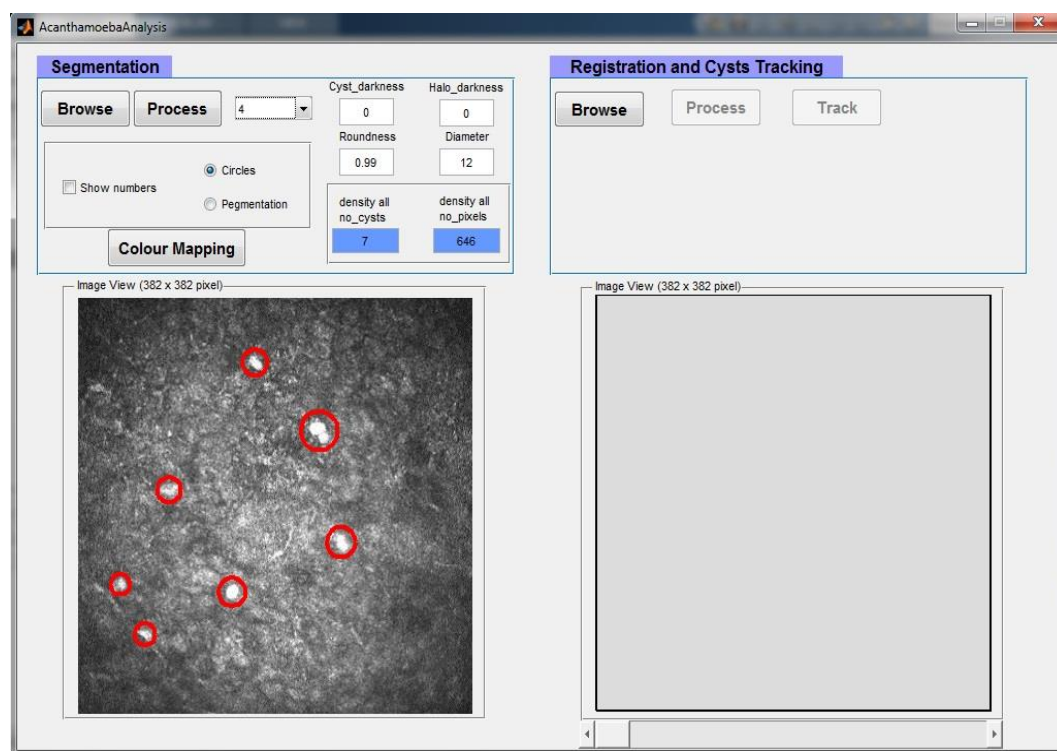 AcanthamoebaAnalysis
Segmentation
Browse
Process
4
Cyst_darkness
Halo_darkness
0
0
Roundness
Diameter
0.99
12
Show numbers
Circles
Pegmentation
density all
no_cysts
density all
no_pixels
7
646
Colour Mapping
Image View (382 x 382 pixel)
Registration and Cysts Tracking
Browse
Process
Track
Image View (382 x 382 pixel)